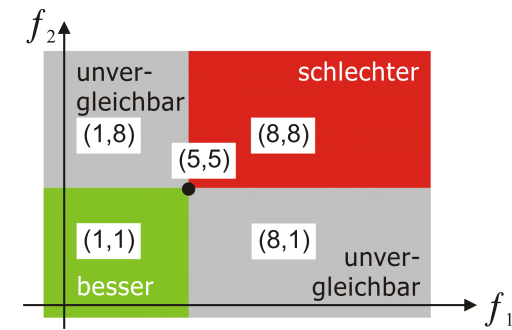 f2
unver-
gleichbar
schlechter
(1,8)
(8,8)
(5,5)
(1,1)
(8,1)
besser
unver-
gleichbar
f1